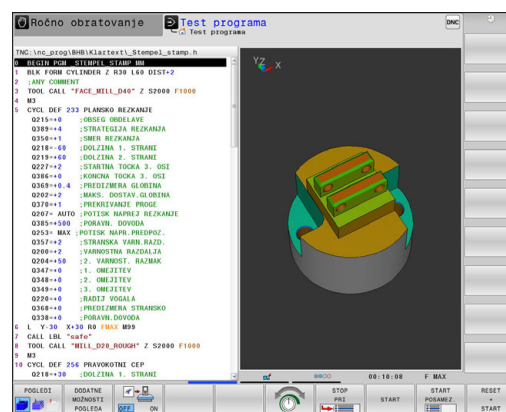 Ročno obratovanje
Test programa
Test programa
DNC
TNC:\nc_prog\BHB\Klartext\_Stempel_stamp.h
0 BEGIN PGM _STEMPEL_STAMP MM
1 BLK FORM CYLINDER Z R30 L60 DIST+2
2 ;ANY COMMENT
3 TOOL CALL "FACE_MILL_D40" Z S2000 F1000
4 M3
5 CYCL DEF 233 PLANSKO REZKANJE
Q215=+0 ;OBSEG OBDELAVE
Q389=+4 ;STRATEGIJA REZKANJA
Q350=+1 ;SMER REZKANJA
Q218=-60 ;DOLZINA 1. STRANI
Q219=+60 ;DOLZINA 2. STRANI
Q227=+2 ;STARTNA TOCKA 3. OSI
Q386=+0 ;KONCNA TOCKA 3. OSI
Q369=+0.4 ;PREDIZMERA GLOBINA
Q202=+2 ;MAKS. DOSTAV.GLOBINA
Q370=+1 ;PREKRIVANJE PROGE
Q207= AUTO ;POTISK NAPREJ REZKANJE
Q385=+500 ;PORAVN. DOVODA
Q253= MAX ;POTISK NAPR.PREDPOZ.
Q357=+2 ;STRANSKA VARN.RAZD.
Q200=+2 ;VARNOSTNA RAZDALJA
Q204=+50 ;2. VARNOST. RAZMAK
Q347=+0 ;1. OMEJITEV
Q348=+0 ;2. OMEJITEV
Q349=+0 ;3. OMEJITEV
Q220=+0 ;RADIJ VOGALA
Q368=+0 ;PREDIZMERA STRANSKO
Q338=+0 ;PORAVN.DOVODA
6 L Y-30 X+30 R0 FMAX M99
7 CALL LBL "safe"
8 TOOL CALL "MILL_D20_ROUGH" Z S2000 F1000
9 M3
10 CYCL DEF 256 PRAVOKOTNI CEP
Q218=+30 ;DOLZINA 1. STRANI
YZ X
00:10:08 F MAX
POGLEDI
DODATNE MOŽNOSTI POGLEDA
OFF ON
STOP PRI
START
START POSAMEZ.
RESET + START